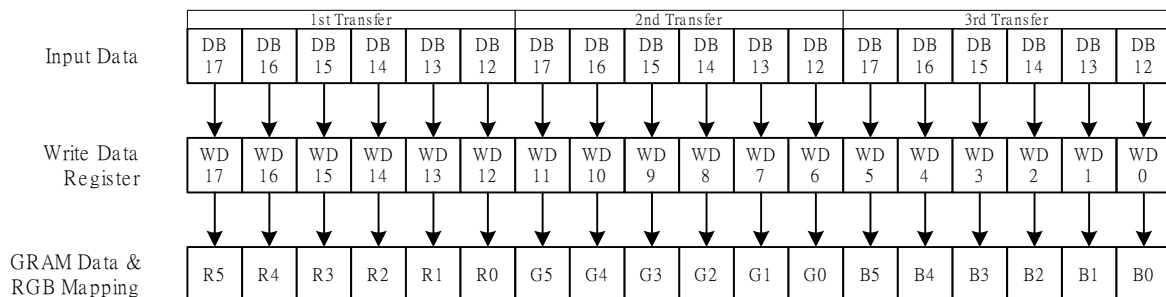 1st Transfer 2nd Transfer 3rd Transfer
Input Data DB 17 DB 16 DB 15 DB 14 DB 13 DB 12 DB 17 DB 16 DB 15 DB 14 DB 13 DB 12 DB 17 DB 16 DB 15 DB 14 DB 13 DB 12
Write Data Register WD 17 WD 16 WD 15 WD 14 WD 13 WD 12 WD 11 WD 10 WD 9 WD 8 WD 7 WD 6 WD 5 WD 4 WD 3 WD 2 WD 1 WD 0
GRAM Data & RGB Mapping R5 R4 R3 R2 R1 R0 G5 G4 G3 G2 G1 G0 B5 B4 B3 B2 B1 B0